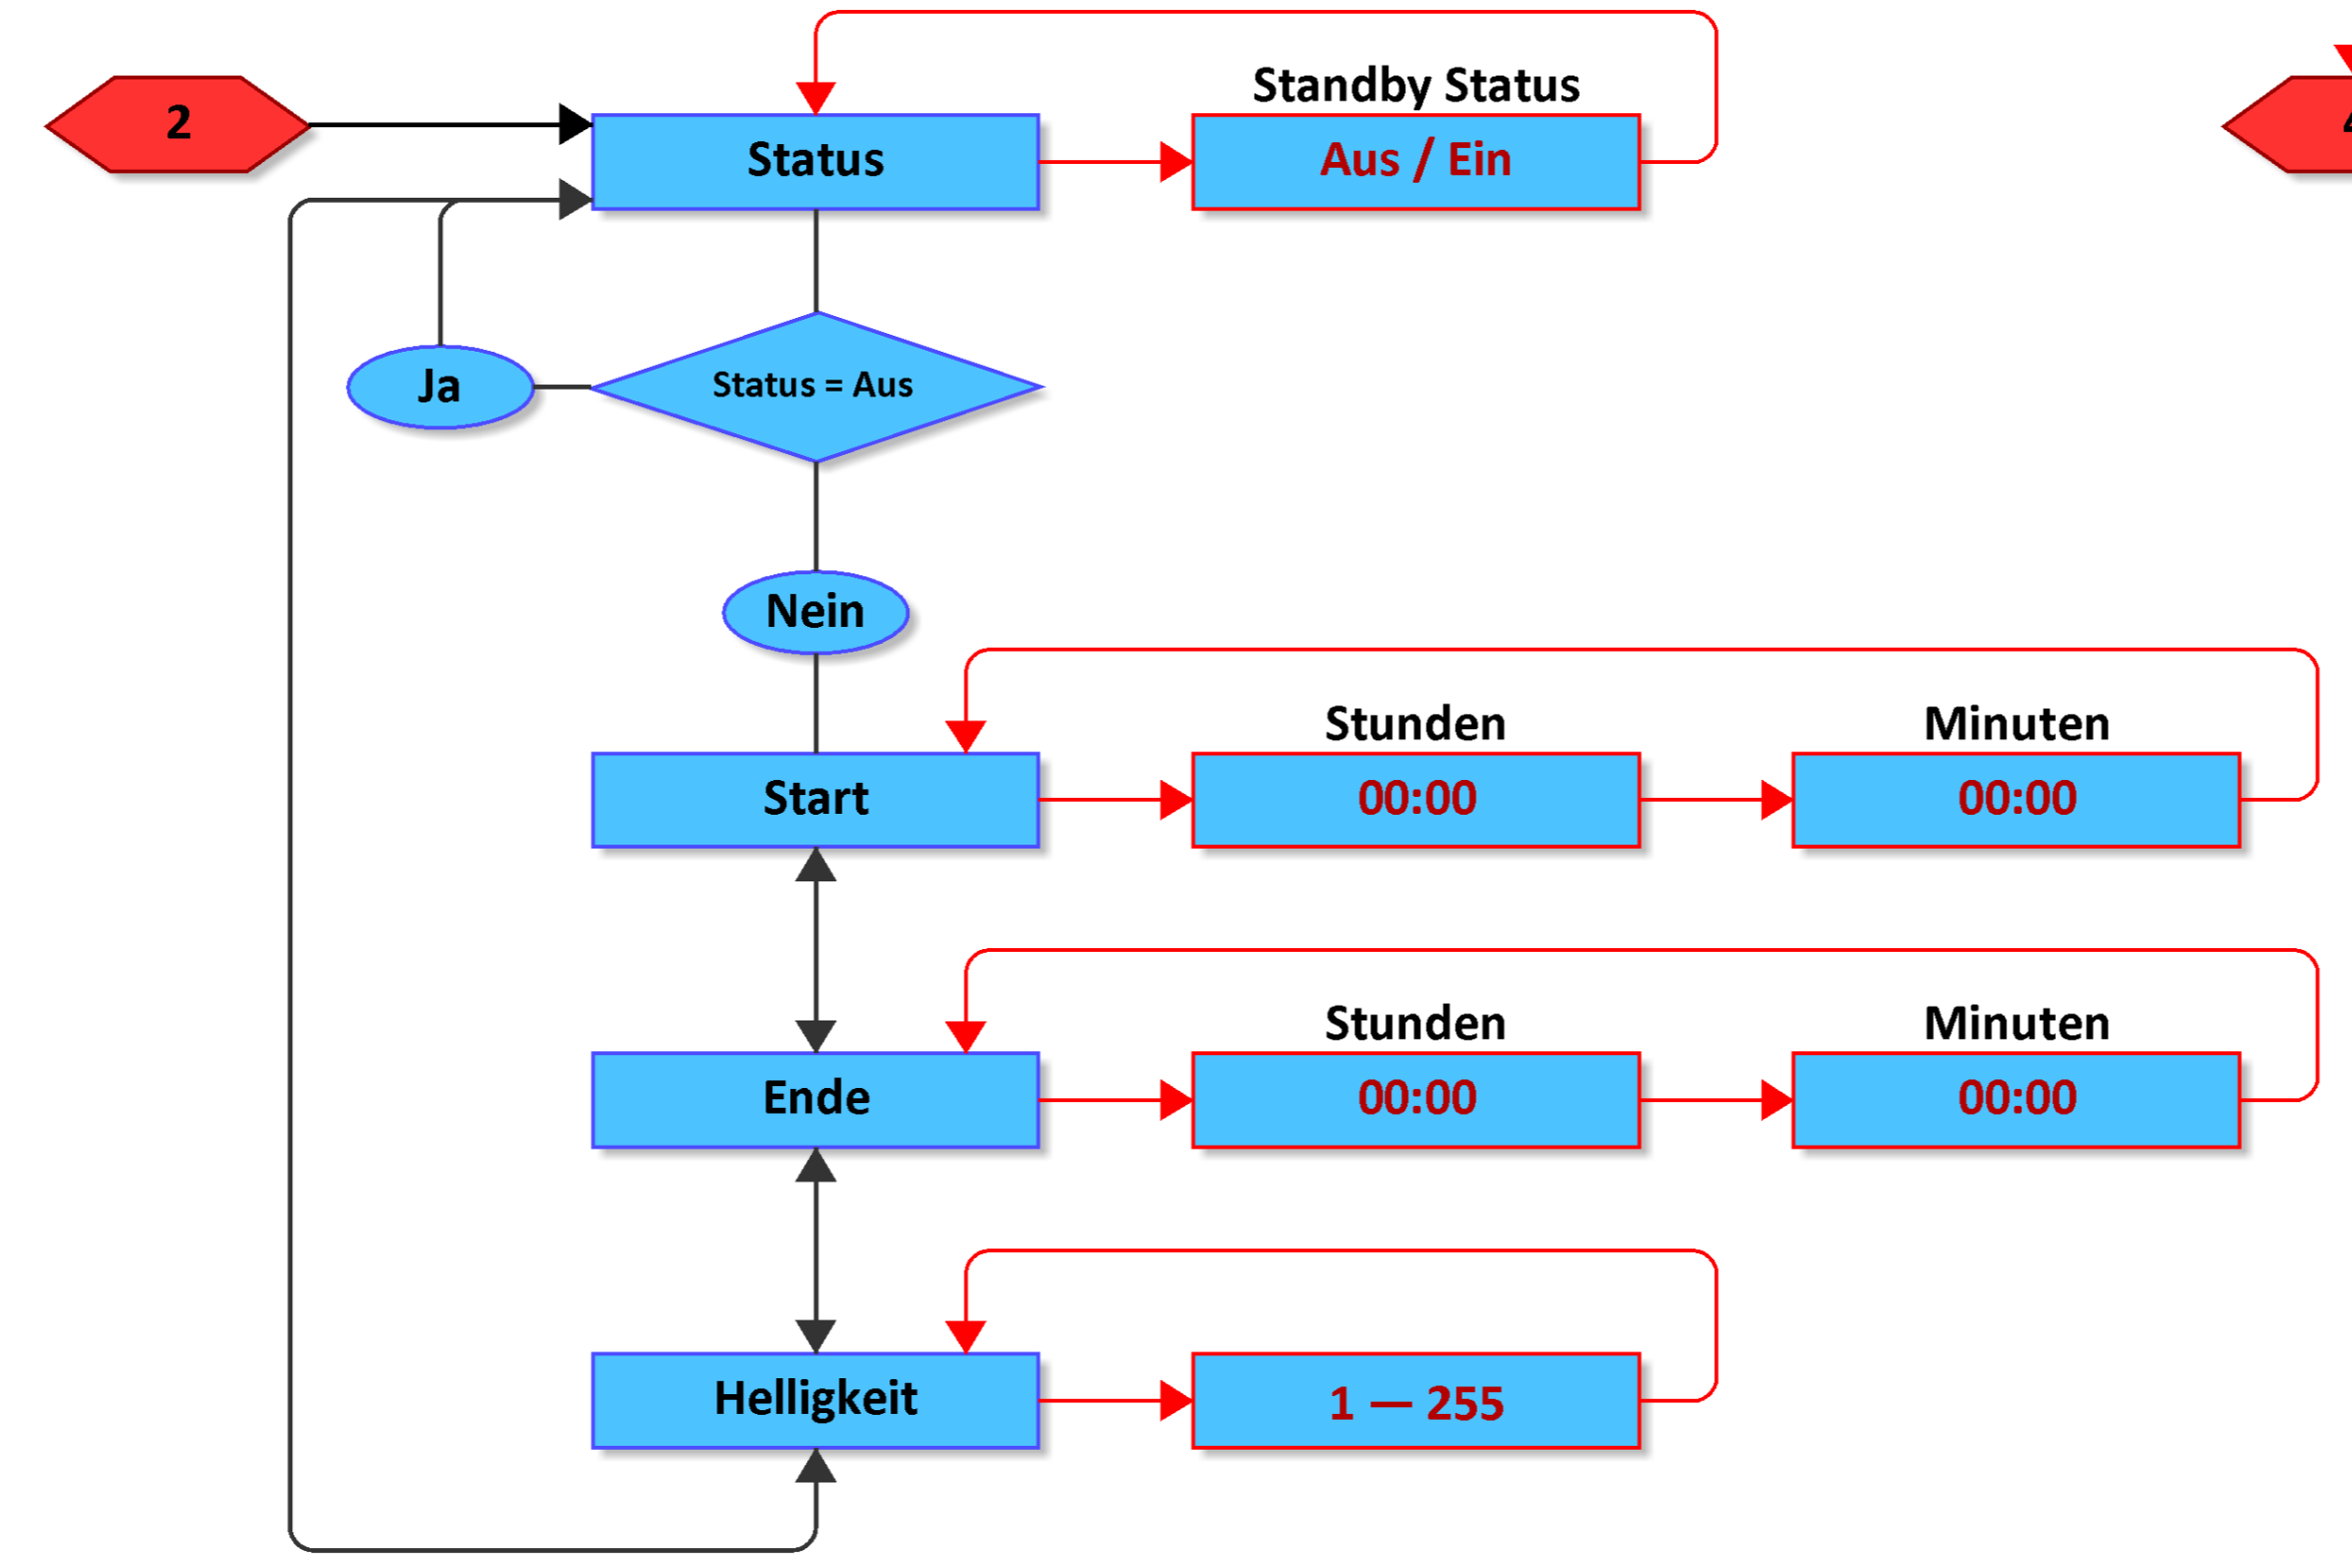 Standby Status
2
Status
Aus / Ein
Ja
Status = Aus
Nein
Stunden
Minuten
Start
00:00
00:00
Stunden
Minuten
Ende
00:00
00:00
Helligkeit
1 — 255